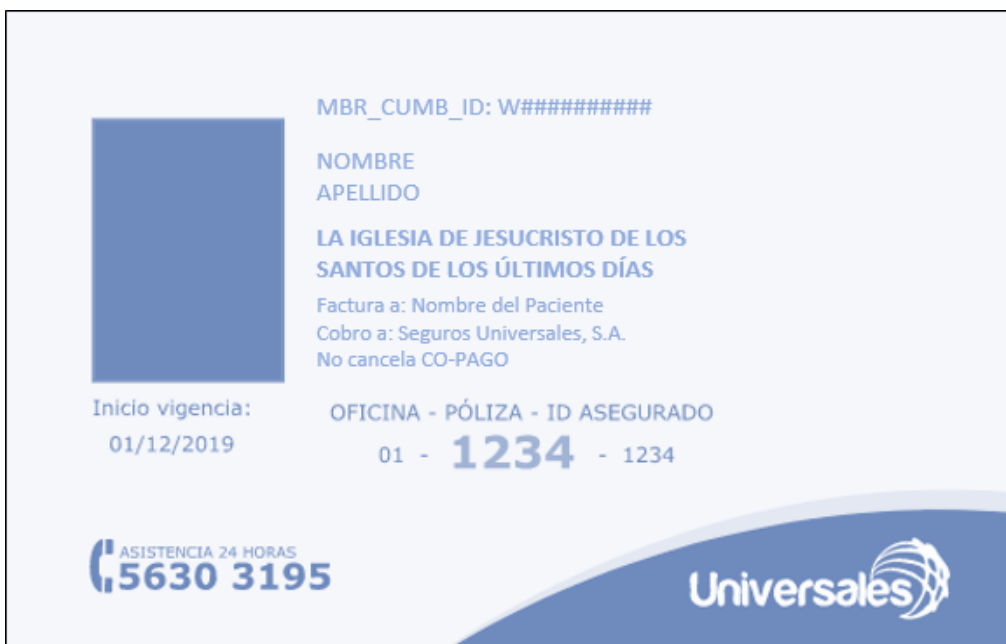 MBR_CUMB_ID: W##########
NOMBRE
APELLIDO
LA IGLESIA DE JESUCRISTO DE LOS
SANTOS DE LOS ÚLTIMOS DÍAS
Factura a: Nombre del Paciente
Cobro a: Seguros Universales, S.A.
No cancela CO-PAGO
Inicio vigencia:
01/12/2019
OFICINA - PÓLIZA - ID ASEGURADO
01 - 1234 - 1234
ASISTENCIA 24 HORAS
5630 3195
Universales